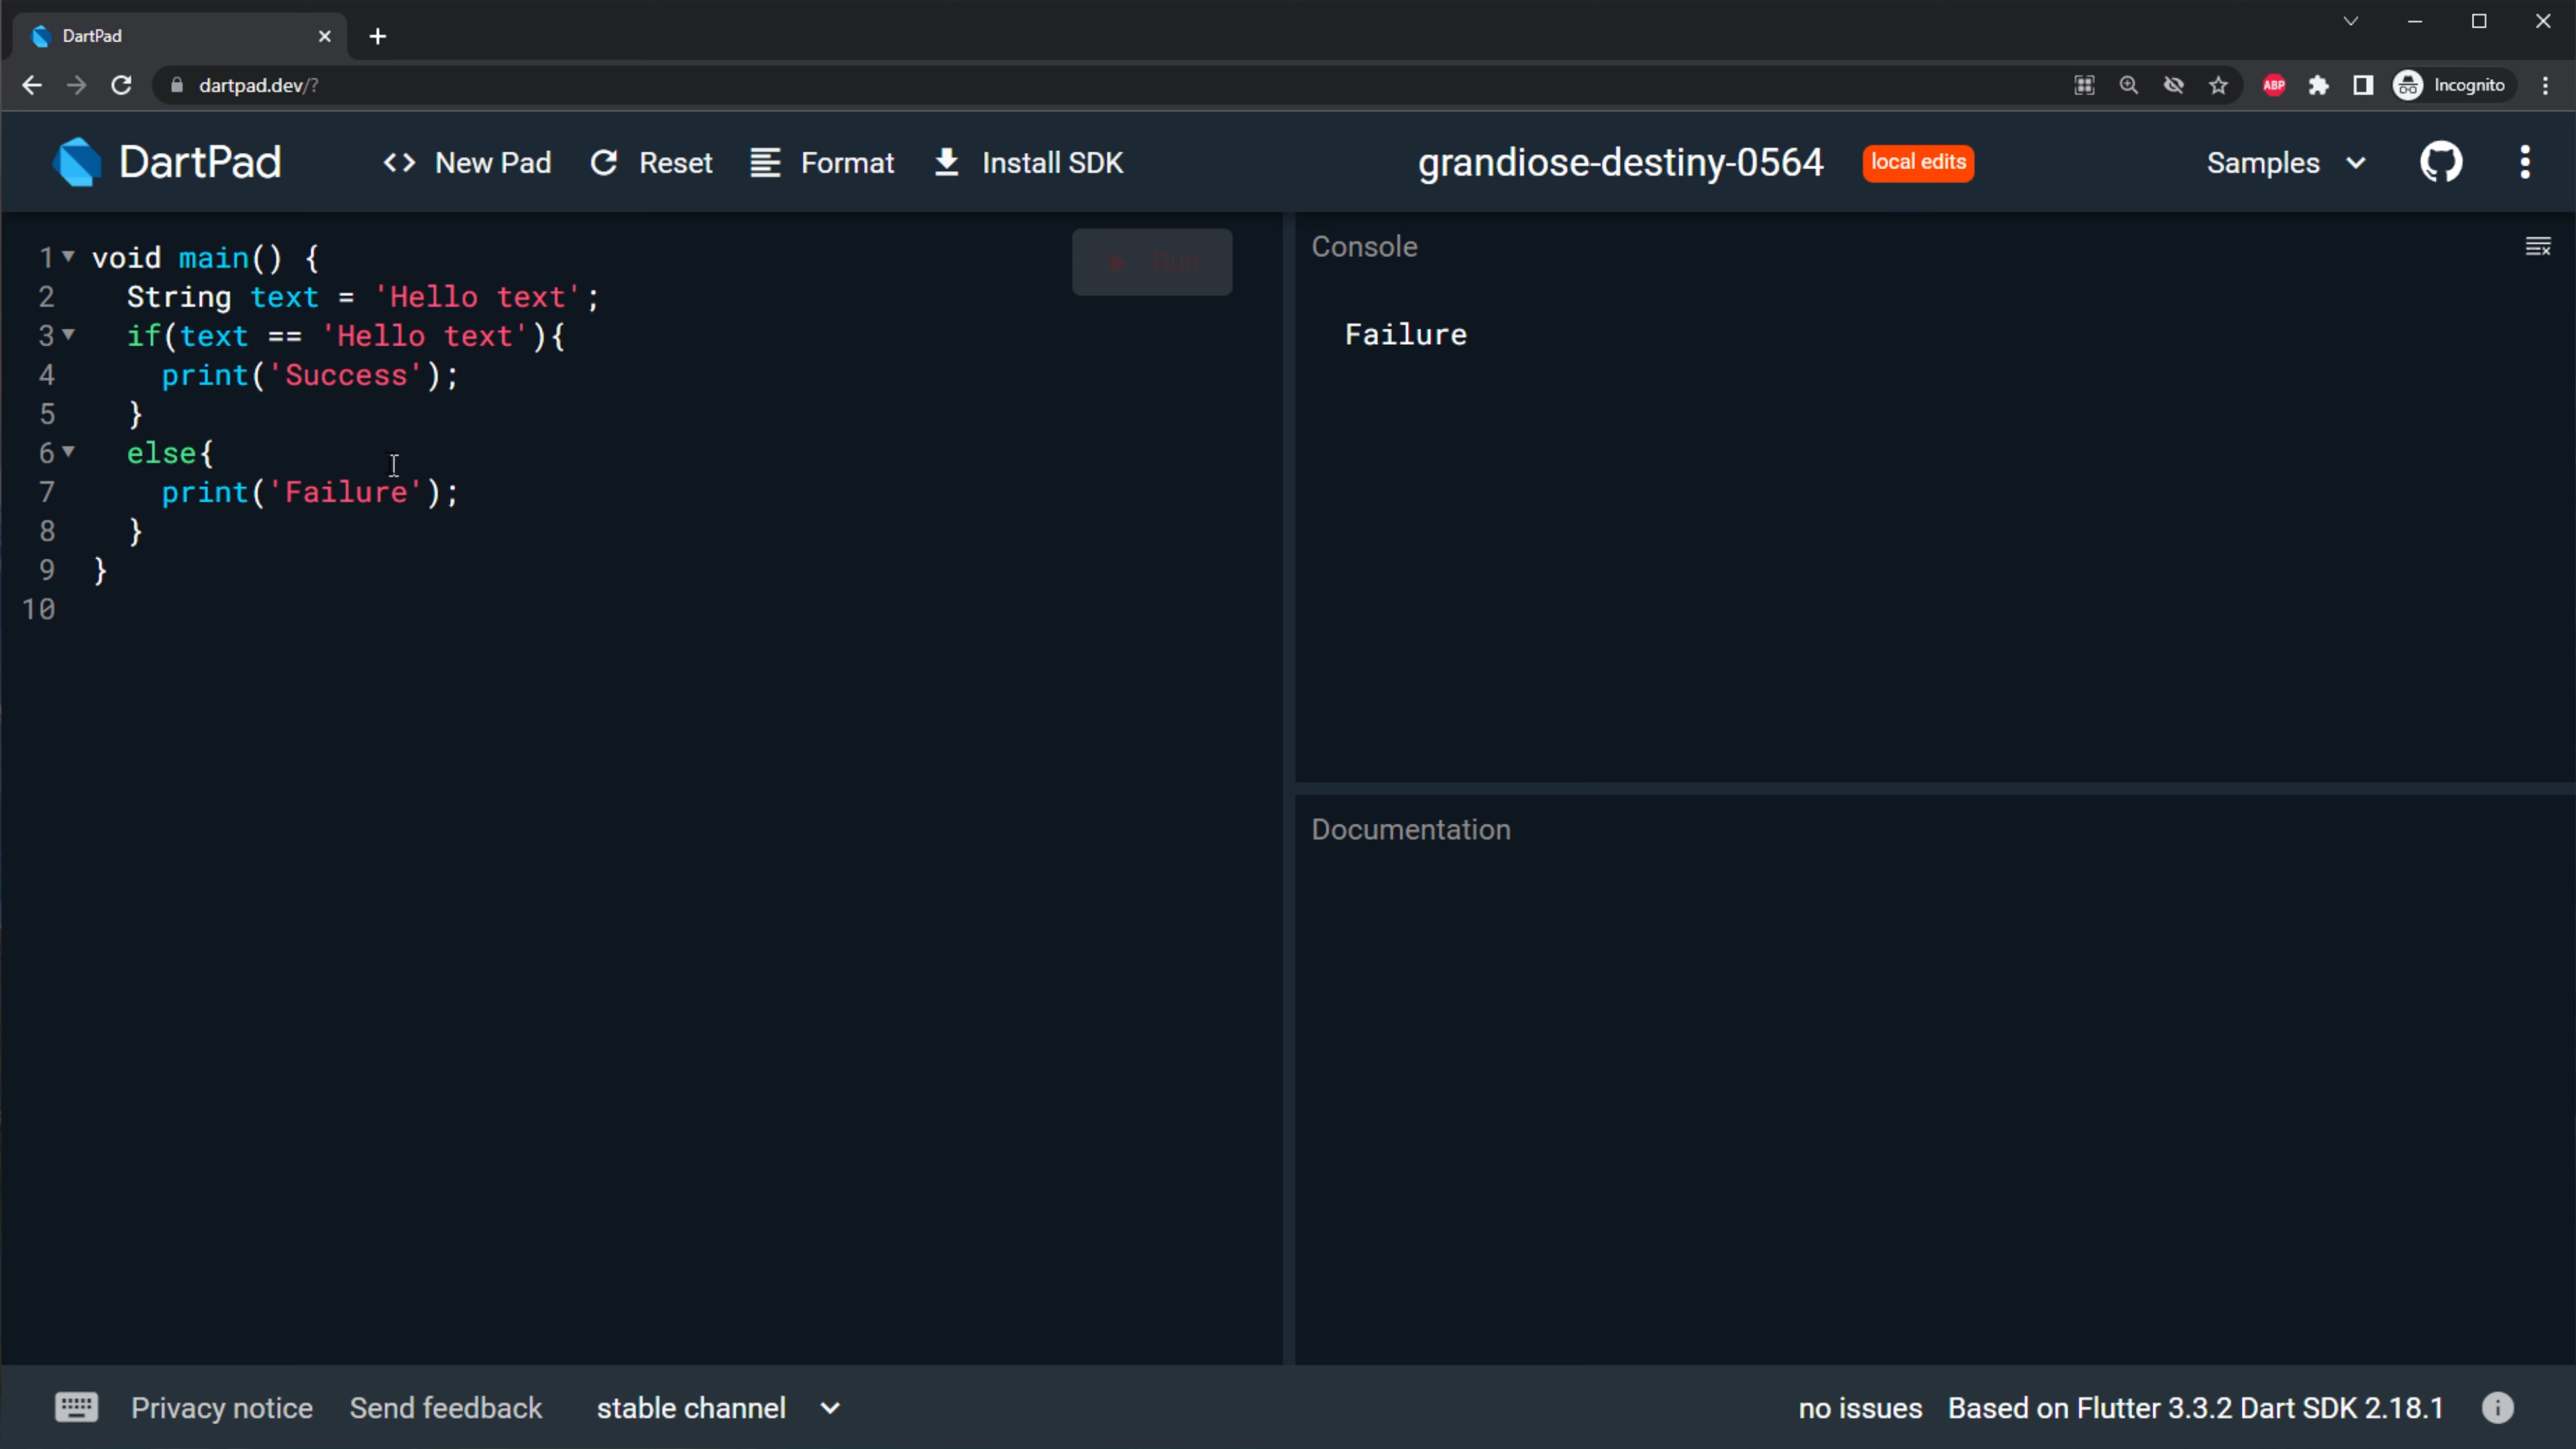 DartPad
dartpad.dev/?
ABP
Incognito
DartPad
<> New Pad
Reset
Format
Install SDK
grandiose-destiny-0564
local edits
Samples
1 void main() {
2 String text = 'Hello text';
3 if(text == 'Hello text'){
4 print('Success');
5 }
6 else{
7 print('Failure');
8 }
9 }
10
Run
Console
Failure
Documentation
Privacy notice
Send feedback
stable channel
no issues
Based on Flutter 3.3.2 Dart SDK 2.18.1